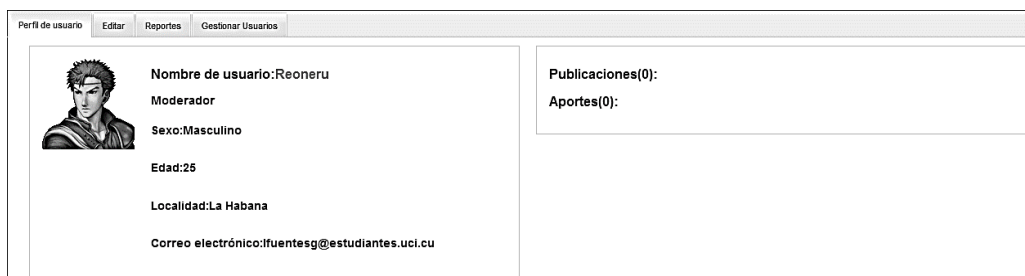 Perfil de usuario Editar Reportes Gestionar Usuarios
Nombre de usuario:Reoneru
Moderador
Sexo:Masculino
Edad:25
Localidad:La Habana
Correo electrónico:lfuentesg@estudiantes.uci.cu
Publicaciones(0):
Aportes(0):